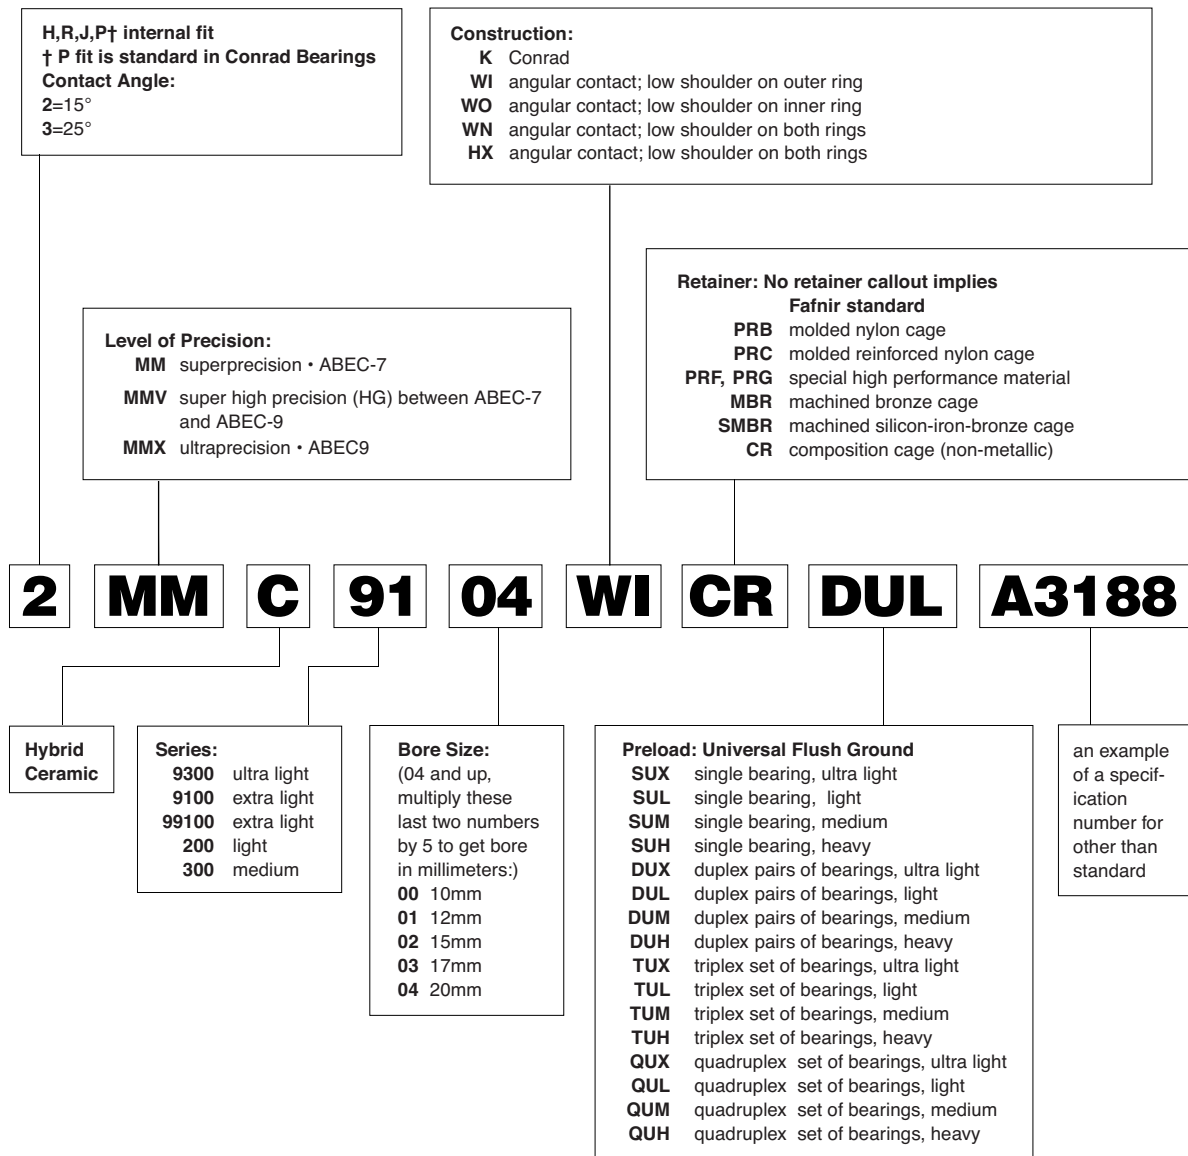 H,R,J,P† internal fit
† P fit is standard in Conrad Bearings
Contact Angle:
2=15°
3=25°
Construction:
K Conrad
WI angular contact; low shoulder on outer ring
WO angular contact; low shoulder on inner ring
WN angular contact; low shoulder on both rings
HX angular contact; low shoulder on both rings
Level of Precision:
MM superprecision • ABEC-7
MMV super high precision (HG) between ABEC-7
and ABEC-9
MMX ultraprecision • ABEC9
Retainer: No retainer callout implies
Fafnir standard
PRB molded nylon cage
PRC molded reinforced nylon cage
PRF, PRG special high performance material
MBR machined bronze cage
SMBR machined silicon-iron-bronze cage
CR composition cage (non-metallic)
2 MM C 91 04 WI CR DUL A3188
Hybrid
Ceramic
Series:
9300 ultra light
9100 extra light
99100 extra light
200 light
300 medium
Bore Size:
(04 and up,
multiply these
last two numbers
by 5 to get bore
in millimeters:)
00 10mm
01 12mm
02 15mm
03 17mm
04 20mm
Preload: Universal Flush Ground
SUX single bearing, ultra light
SUL single bearing, light
SUM single bearing, medium
SUH single bearing, heavy
DUX duplex pairs of bearings, ultra light
DUL duplex pairs of bearings, light
DUM duplex pairs of bearings, medium
DUH duplex pairs of bearings, heavy
TUX triplex set of bearings, ultra light
TUL triplex set of bearings, light
TUM triplex set of bearings, medium
TUH triplex set of bearings, heavy
QUX quadruplex set of bearings, ultra light
QUL quadruplex set of bearings, light
QUM quadruplex set of bearings, medium
QUH quadruplex set of bearings, heavy
an example
of a specif-
ication
number for
other than
standard